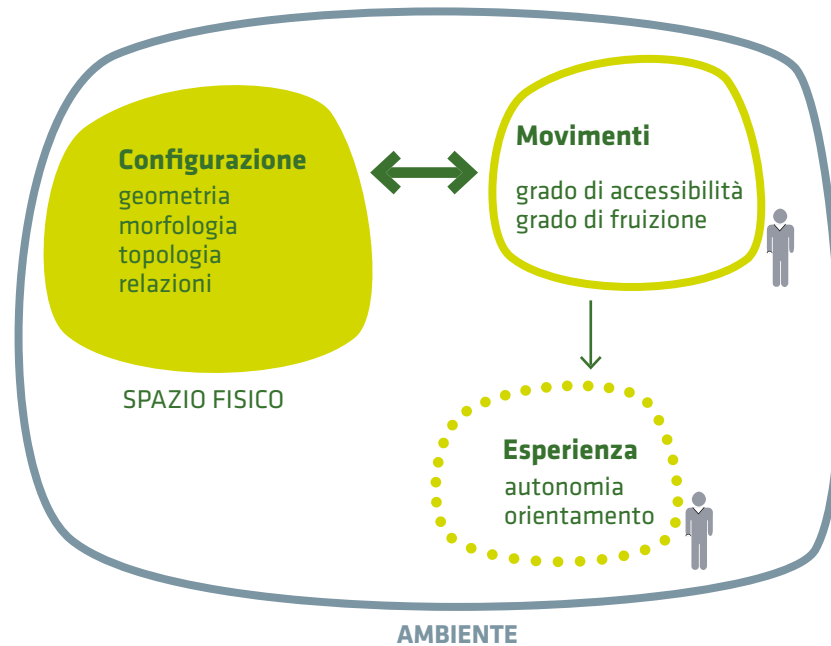 Configurazione
geometria
morfologia
topologia
relazioni
SPAZIO FISICO
Movimenti
grado di accessibilità
grado di fruizione
Esperienza
autonomia
orientamento
AMBIENTE